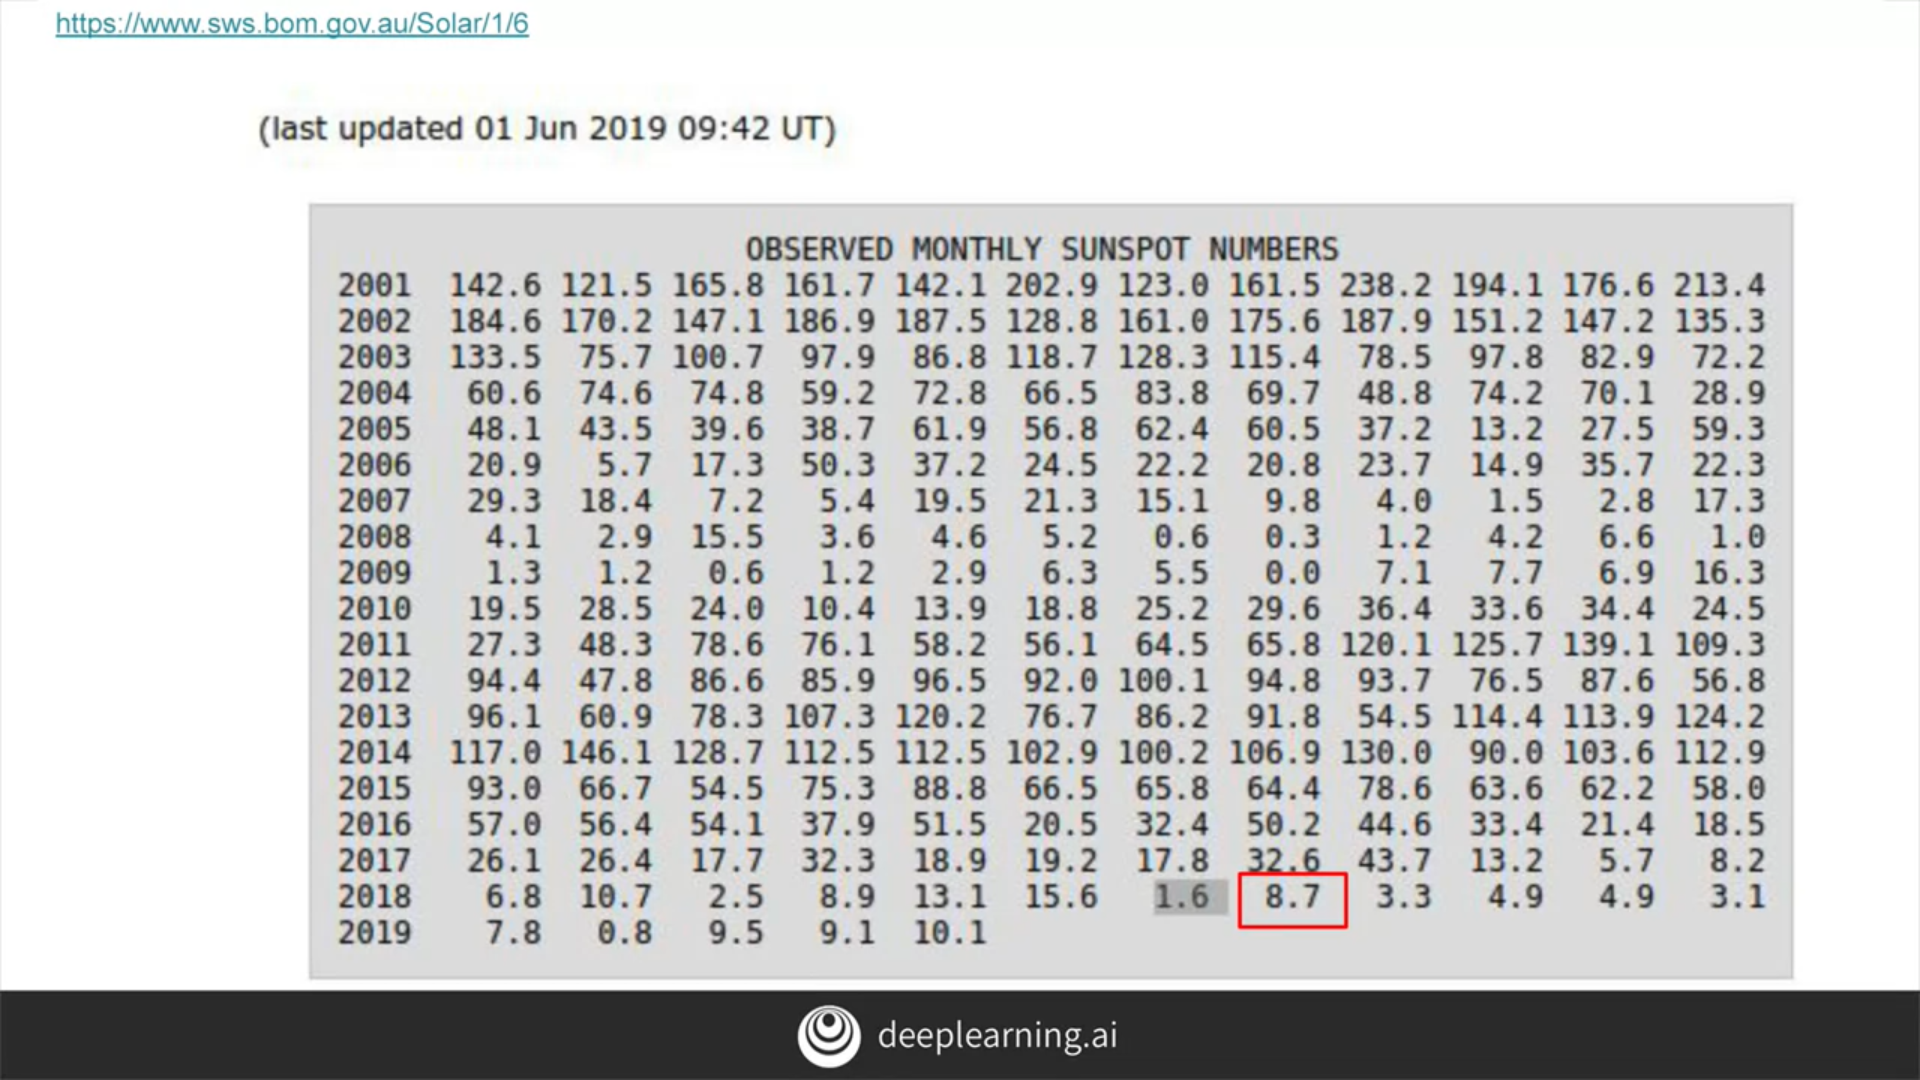 https://www.sws.bom.gov.au/Solar/1/6
(last updated 01 Jun 2019 09:42 UT)
OBSERVED MONTHLY SUNSPOT NUMBERS
2001 142.6 121.5 165.8 161.7 142.1 202.9 123.0 161.5 238.2 194.1 176.6 213.4
2002 184.6 170.2 147.1 186.9 187.5 128.8 161.0 175.6 187.9 151.2 147.2 135.3
2003 133.5 75.7 100.7 97.9 86.8 118.7 128.3 115.4 78.5 97.8 82.9 72.2
2004 60.6 74.6 74.8 59.2 72.8 66.5 83.8 69.7 48.8 74.2 70.1 28.9
2005 48.1 43.5 39.6 38.7 61.9 56.8 62.4 60.5 37.2 13.2 27.5 59.3
2006 20.9 5.7 17.3 50.3 37.2 24.5 22.2 20.8 23.7 14.9 35.7 22.3
2007 29.3 18.4 7.2 5.4 19.5 21.3 15.1 9.8 4.0 1.5 2.8 17.3
2008 4.1 2.9 15.5 3.6 4.6 5.2 0.6 0.3 1.2 4.2 6.6 1.0
2009 1.3 1.2 0.6 1.2 2.9 6.3 5.5 0.0 7.1 7.7 6.9 16.3
2010 19.5 28.5 24.0 10.4 13.9 18.8 25.2 29.6 36.4 33.6 34.4 24.5
2011 27.3 48.3 78.6 76.1 58.2 56.1 64.5 65.8 120.1 125.7 139.1 109.3
2012 94.4 47.8 86.6 85.9 96.5 92.0 100.1 94.8 93.7 76.5 87.6 56.8
2013 96.1 60.9 78.3 107.3 120.2 76.7 86.2 91.8 54.5 114.4 113.9 124.2
2014 117.0 146.1 128.7 112.5 112.5 102.9 100.2 106.9 130.0 90.0 103.6 112.9
2015 93.0 66.7 54.5 75.3 88.8 66.5 65.8 64.4 78.6 63.6 62.2 58.0
2016 57.0 56.4 54.1 37.9 51.5 20.5 32.4 50.2 44.6 33.4 21.4 18.5
2017 26.1 26.4 17.7 32.3 18.9 19.2 17.8 32.6 43.7 13.2 5.7 8.2
2018 6.8 10.7 2.5 8.9 13.1 15.6 1.6 8.7 3.3 4.9 4.9 3.1
2019 7.8 0.8 9.5 9.1 10.1
deeplearning.ai